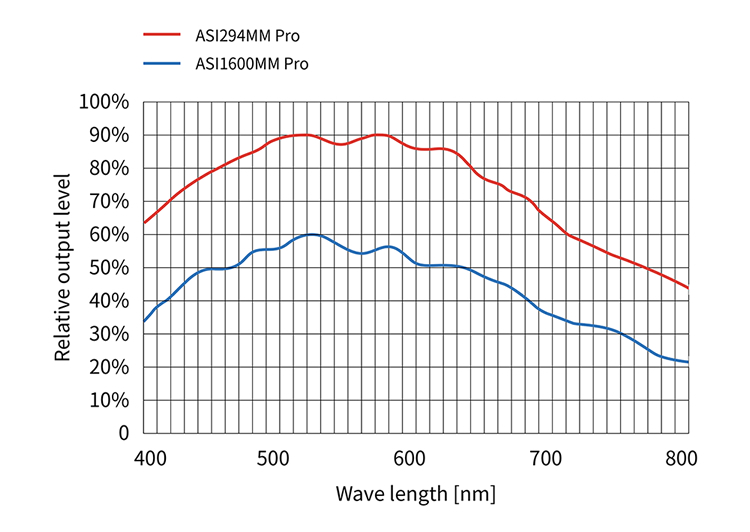 ASI294MM Pro
ASI1600MM Pro
100%
90%
80%
70%
60%
50%
40%
30%
20%
10%
0
Relative output level
400 500 600 700 800
Wave length [nm]